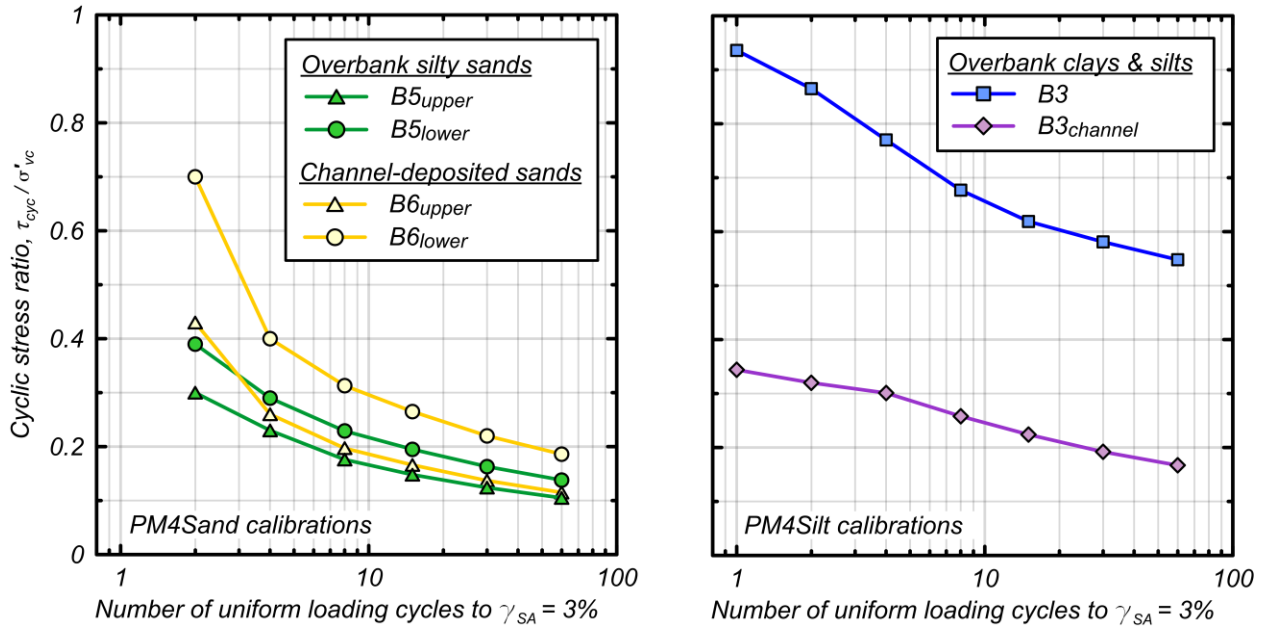 1
0.8
0.6
0.4
0.2
0
Cyclic stress ratio, τcyc / σ'vc
Overbank silty sands
B5upper
B5lower
Channel-deposited sands
B6upper
B6lower
PM4Sand calibrations
1 10 100
Number of uniform loading cycles to γSA = 3%
Overbank clays & silts
B3
B3channel
PM4Silt calibrations
1 10 100
Number of uniform loading cycles to γSA = 3%